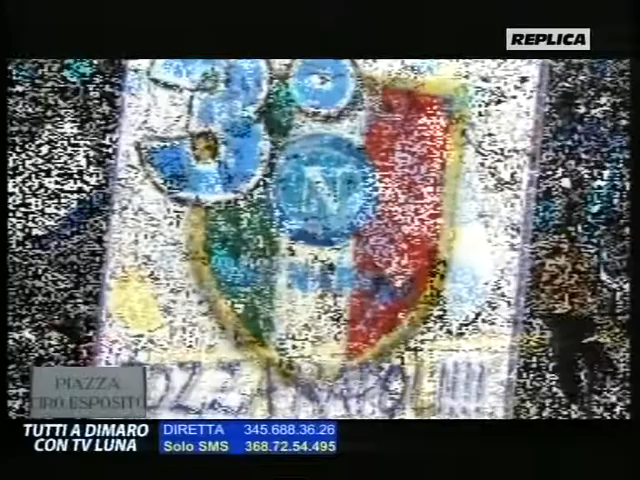 REPLICA
3°
N
PIAZZA
CIRO ESPOSITO
TUTTI A DIMARO
CON TV LUNA
DIRETTA 345.688.36.26
Solo SMS 368.72.54.495